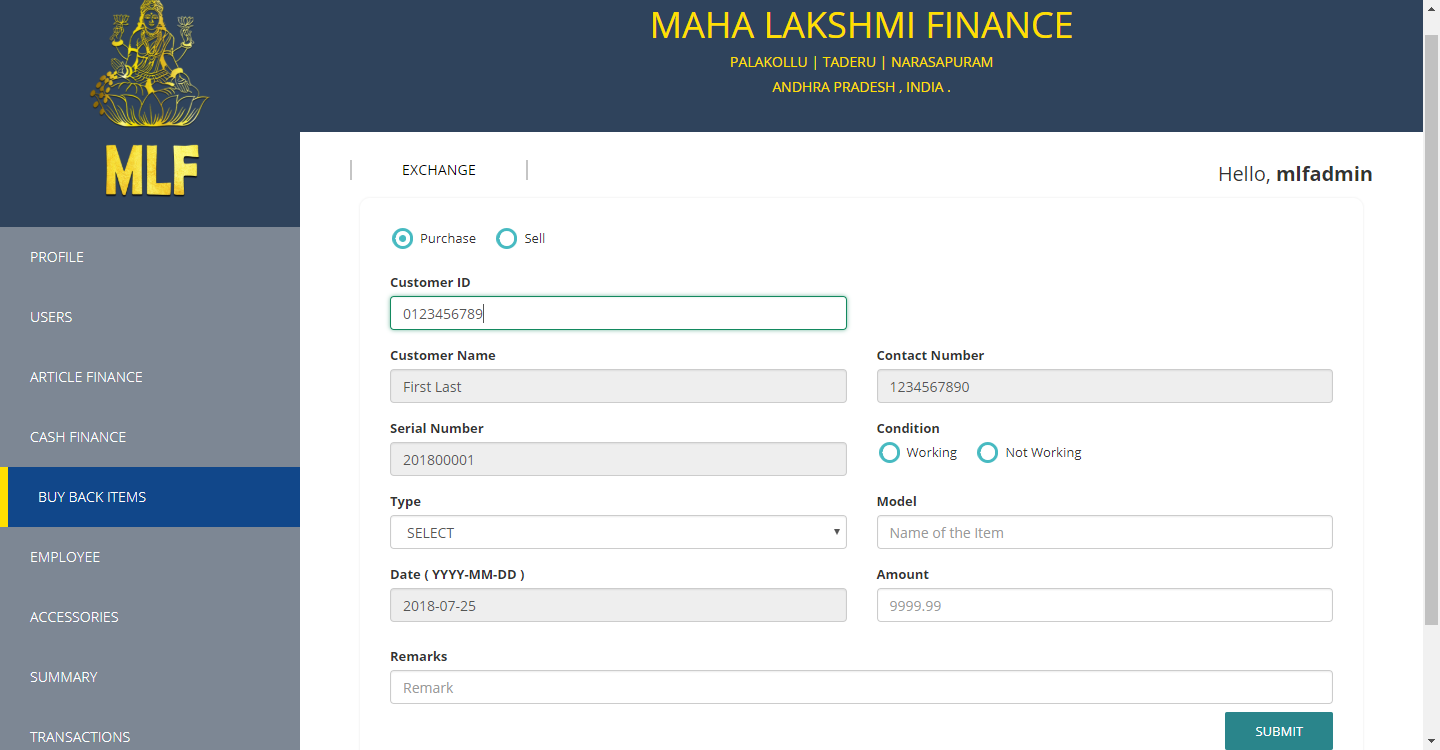 MAHA LAKSHMI FINANCE
PALAKOLLU | TADERU | NARASAPURAM
ANDHRA PRADESH , INDIA .
MLF
PROFILE
USERS
ARTICLE FINANCE
CASH FINANCE
BUY BACK ITEMS
EMPLOYEE
ACCESSORIES
SUMMARY
TRANSACTIONS
EXCHANGE
Hello, mlfadmin
Purchase Sell
Customer ID
0123456789
Customer Name Contact Number
First Last 1234567890
Serial Number Condition
201800001 Working Not Working
Type Model
SELECT Name of the Item
Date ( YYYY-MM-DD ) Amount
2018-07-25 9999.99
Remarks
Remark
SUBMIT